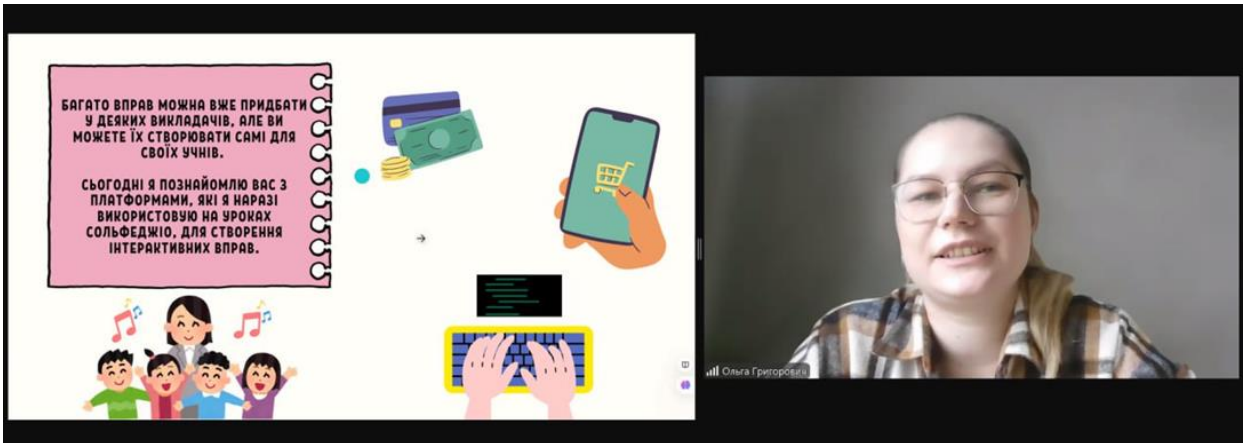 БАГАТО ВПРАВ МОЖНА ВЖЕ ПРИДБАТИ
У ДЕЯКИХ ВИКЛАДАЧІВ, АЛЕ ВИ
МОЖЕТЕ ЇХ СТВОРЮВАТИ САМІ ДЛЯ
СВОЇХ УЧНІВ.
СЬОГОДНІ Я ПОЗНАЙОМЛЮ ВАС З
ПЛАТФОРМАМИ, ЯКІ Я НАРАЗІ
ВИКОРИСТОВУЮ НА УРОКАХ
СОЛЬФЕДЖІО, ДЛЯ СТВОРЕННЯ
ІНТЕРАКТИВНИХ ВПРАВ.
Ольга Григорович